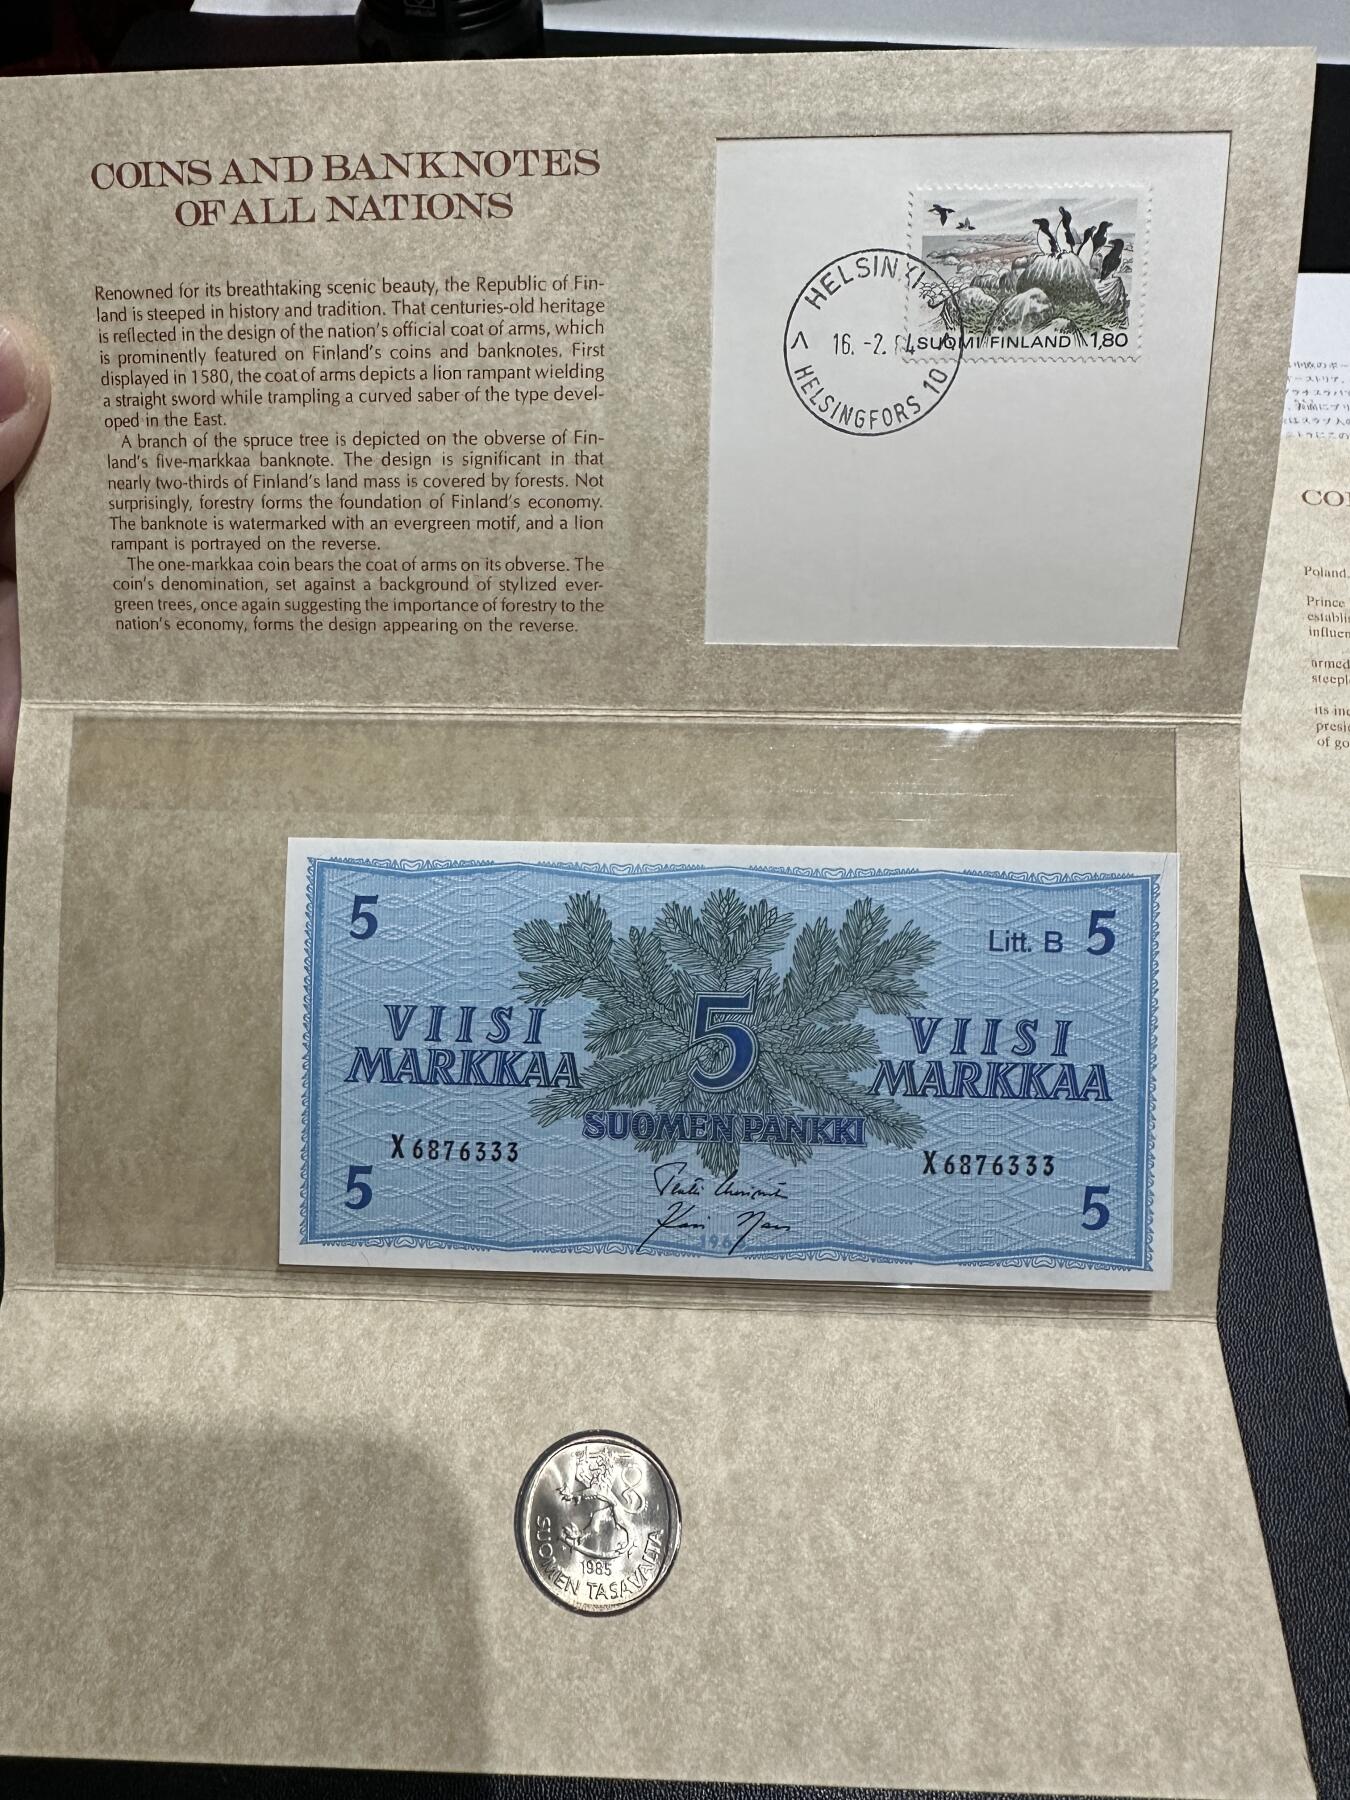 COINS AND BANKNOTES
OF ALL NATIONS
Renowned for its breathtaking scenic beauty, the Republic of Fin-
land is steeped in history and tradition. That centuries-old heritage
is reflected in the design of the nation's official coat of arms, which
is prominently featured on Finland's coins and banknotes. First
displayed in 1580, the coat of arms depicts a lion rampant wielding
a straight sword while trampling a curved saber of the type devel-
oped in the East.
A branch of the spruce tree is depicted on the obverse of Fin-
land's five-markkaa banknote. The design is significant in that
nearly two-thirds of Finland's land mass is covered by forests. Not
surprisingly, forestry forms the foundation of Finland's economy.
The banknote is watermarked with an evergreen motif, and a lion
rampant is portrayed on the reverse.
The one-markkaa coin bears the coat of arms on its obverse. The
coin's denomination, set against a background of stylized ever-
green trees, once again suggesting the importance of forestry to the
nation's economy, forms the design appearing on the reverse.
HELSINKI
16. -2.
HELSINGFORS 10
SUOMI FINLAND 1,80
5
Litt. B 5
VIISI
MARKKAA
5
VIISI
MARKKAA
SUOMEN PANKKI
X6876333
X6876333
5
5
SUOMEN TASAVALTA
1985
Poland,
Prince